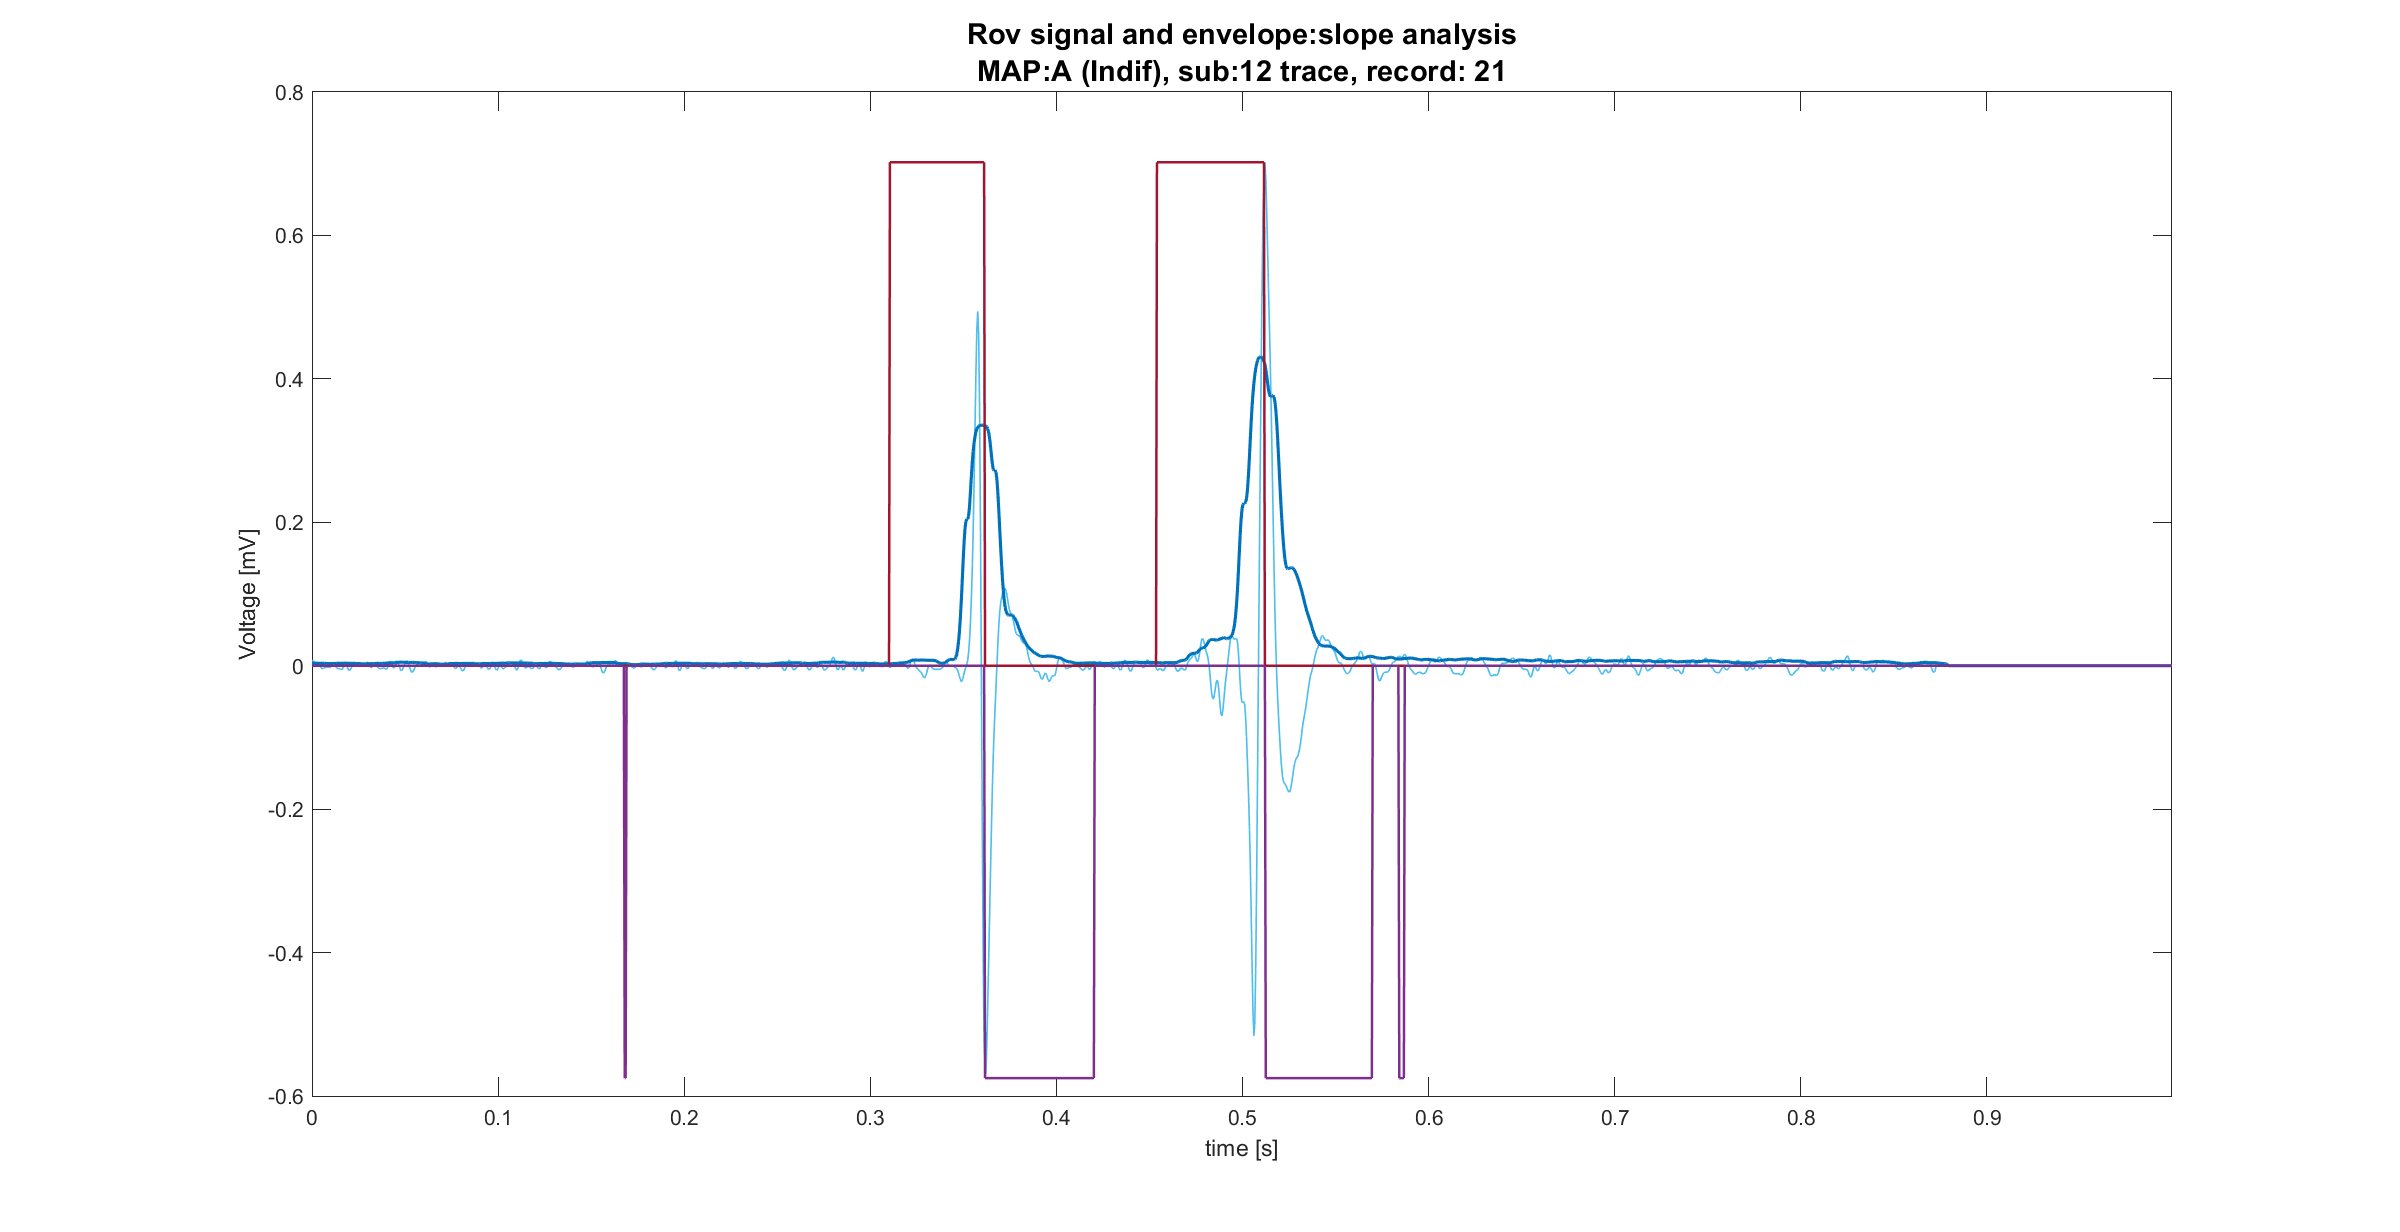 Rov signal and envelope:slope analysis
MAP:A (Indif), sub:12 trace, record: 21
0.8
0.6
0.4
0.2
0
-0.2
-0.4
-0.6
Voltage [mV]
0 0.1 0.2 0.3 0.4 0.5 0.6 0.7 0.8 0.9
time [s]